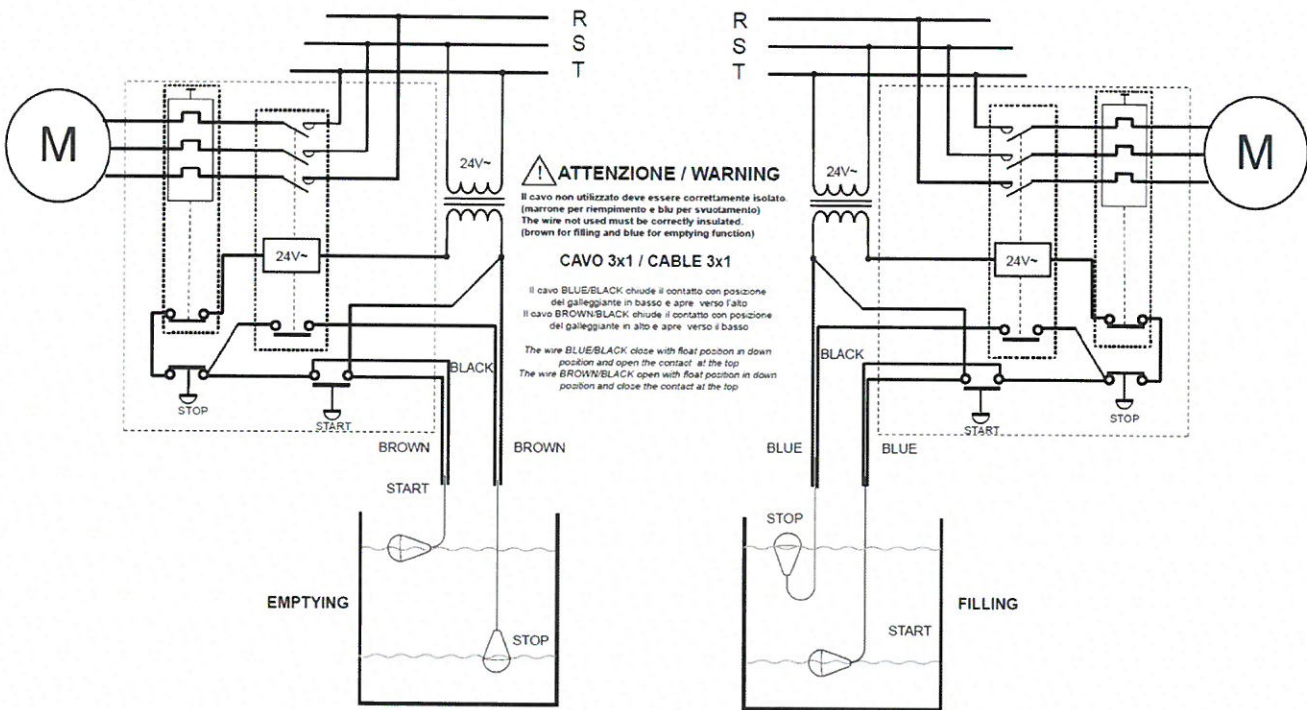 R
S
T
R
S
T
M
M
24V~
24V~
ATTENZIONE / WARNING
Il cavo non utilizzato deve essere correttamente isolato.
(marrone per riempimento e blu per svuotamento)
The wire not used must be correctly insulated.
(brown for filling and blue for emptying function)
24V~
24V~
CAVO 3x1 / CABLE 3x1
Il cavo BLUE/BLACK chiude il contatto con posizione
del galleggiante in basso e apre verso l'alto
Il cavo BROWN/BLACK chiude il contatto con posizione
del galleggiante in alto e apre verso il basso
The wire BLUE/BLACK close with float position in down
position and open the contact at the top
The wire BROWN/BLACK open with float position in down
position and close the contact at the top
BLACK
BLACK
STOP
START
START
STOP
BROWN
BROWN
BLUE
BLUE
START
STOP
EMPTYING
STOP
FILLING
START